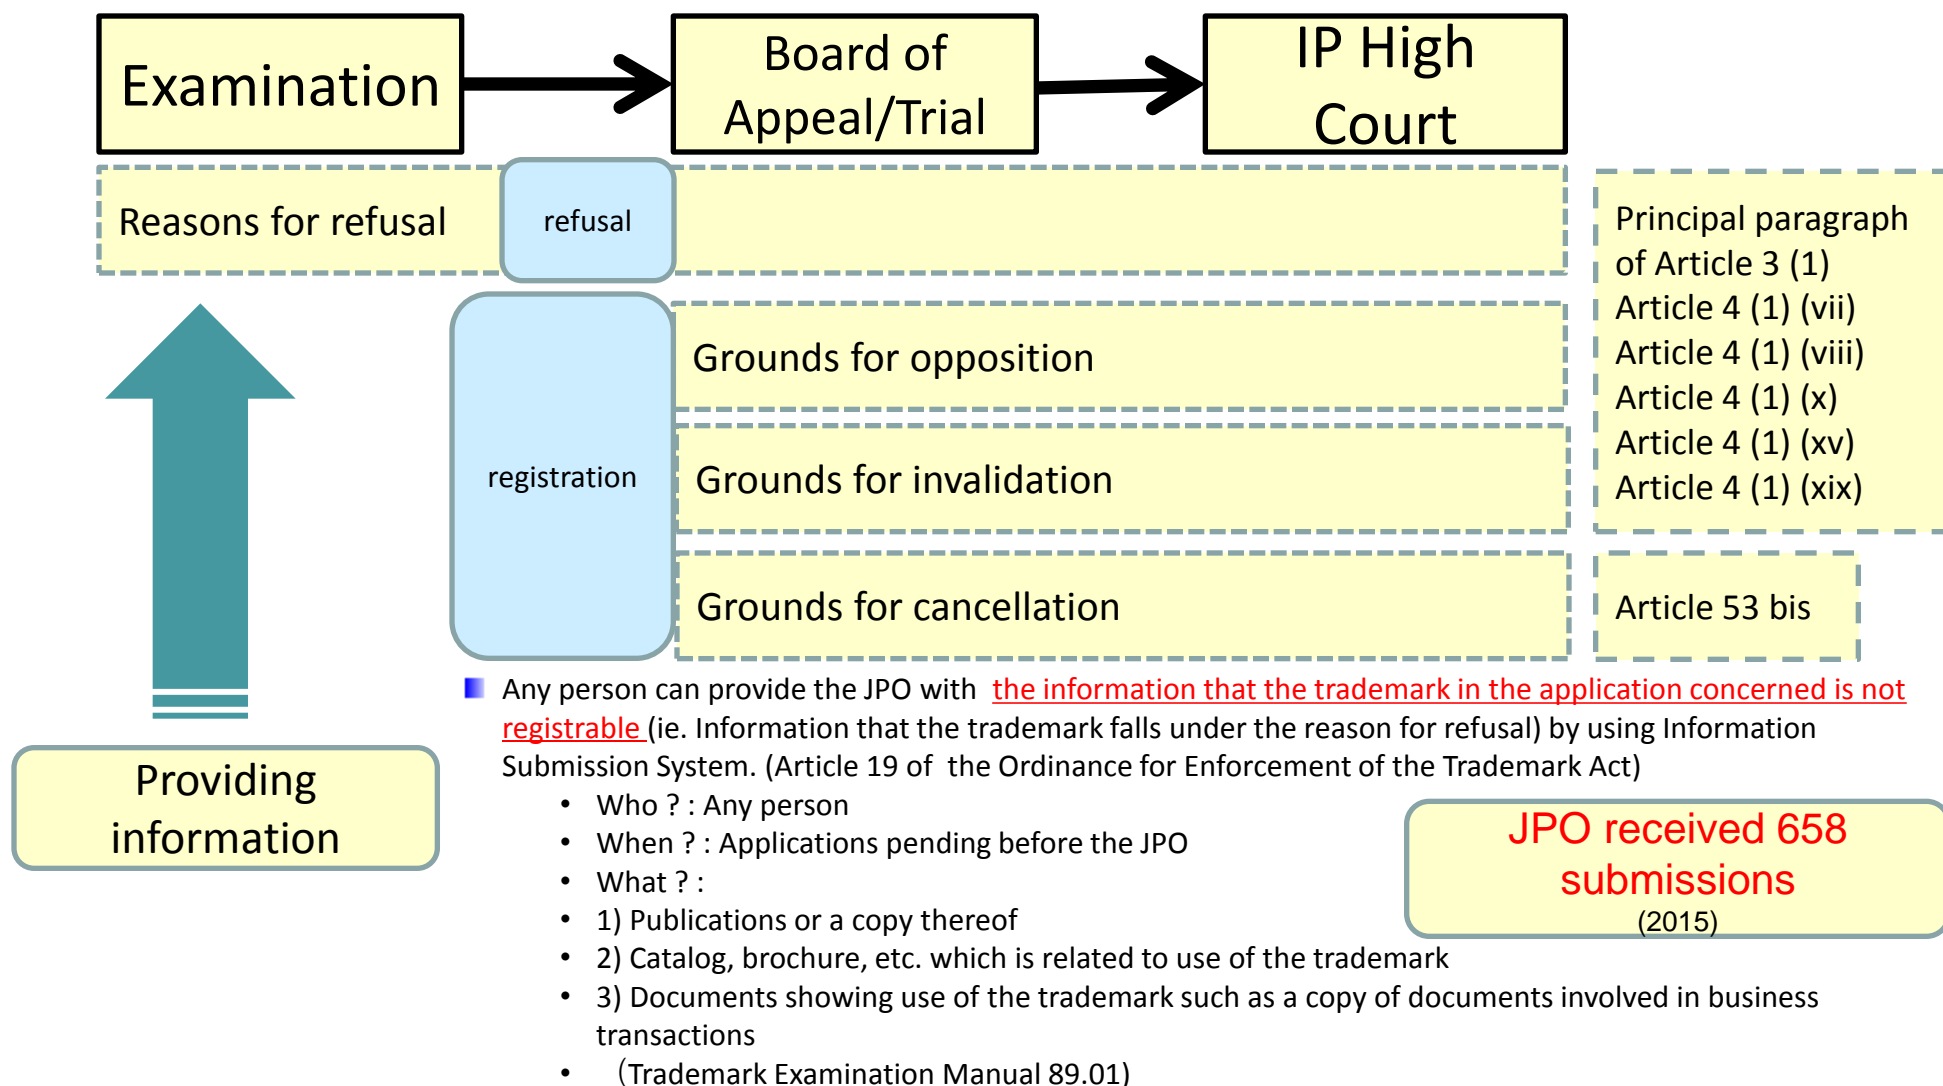 Examination
Board of
Appeal/Trial
IP High
Court
Reasons for refusal
refusal
Principal paragraph
of Article 3 (1)
Article 4 (1) (vii)
Article 4 (1) (viii)
Article 4 (1) (x)
Article 4 (1) (xv)
Article 4 (1) (xix)
registration
Grounds for opposition
Grounds for invalidation
Grounds for cancellation
Article 53 bis
Providing
information
Any person can provide the JPO with the information that the trademark in the application concerned is not
registrable (ie. Information that the trademark falls under the reason for refusal) by using Information
Submission System. (Article 19 of the Ordinance for Enforcement of the Trademark Act)
• Who ? : Any person
• When ? : Applications pending before the JPO
• What ? :
• 1) Publications or a copy thereof
• 2) Catalog, brochure, etc. which is related to use of the trademark
• 3) Documents showing use of the trademark such as a copy of documents involved in business
transactions
• （Trademark Examination Manual 89.01)
JPO received 658
submissions
(2015)